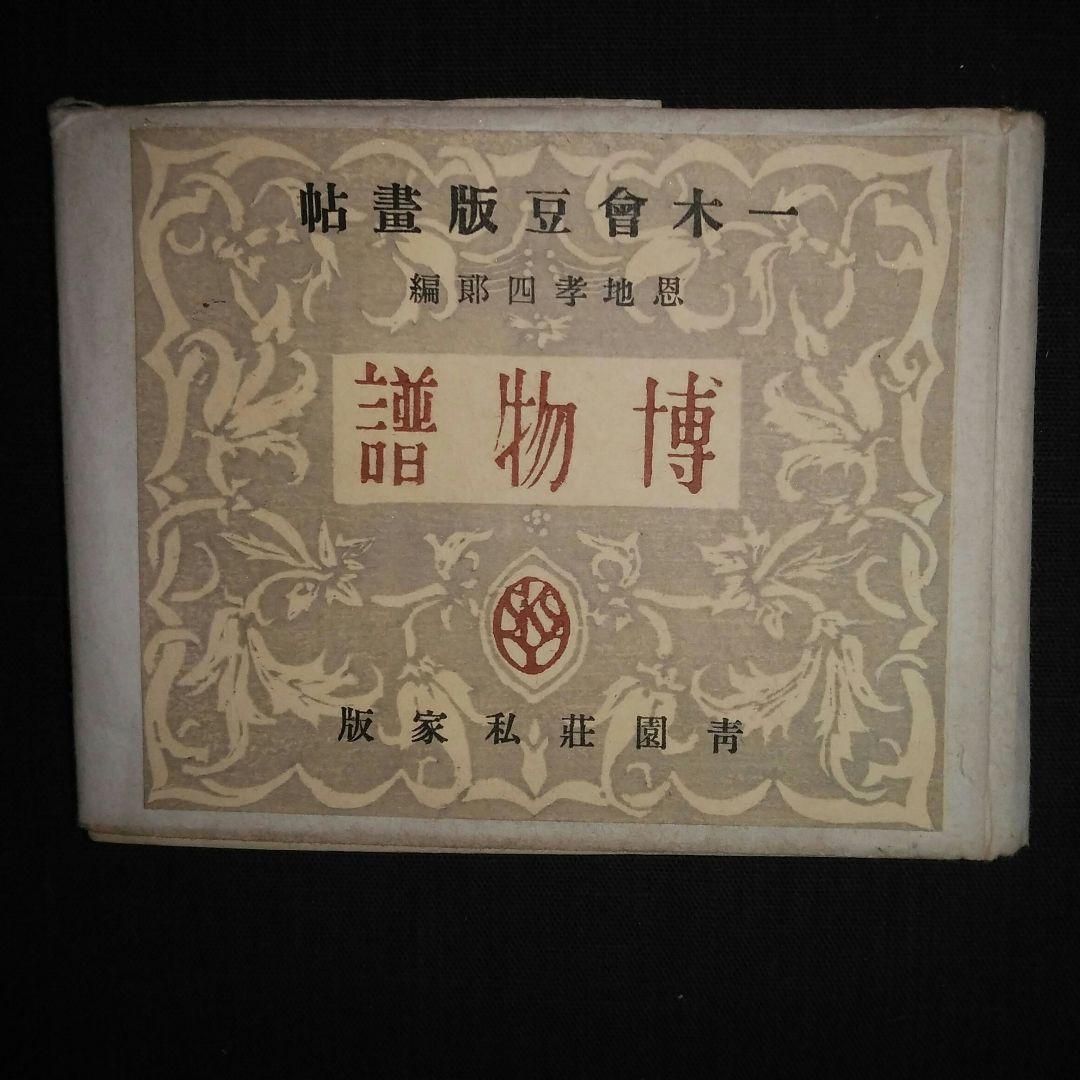 一木會豆版畫帖
恩地孝四郎編
博物譜
靑園莊私家版